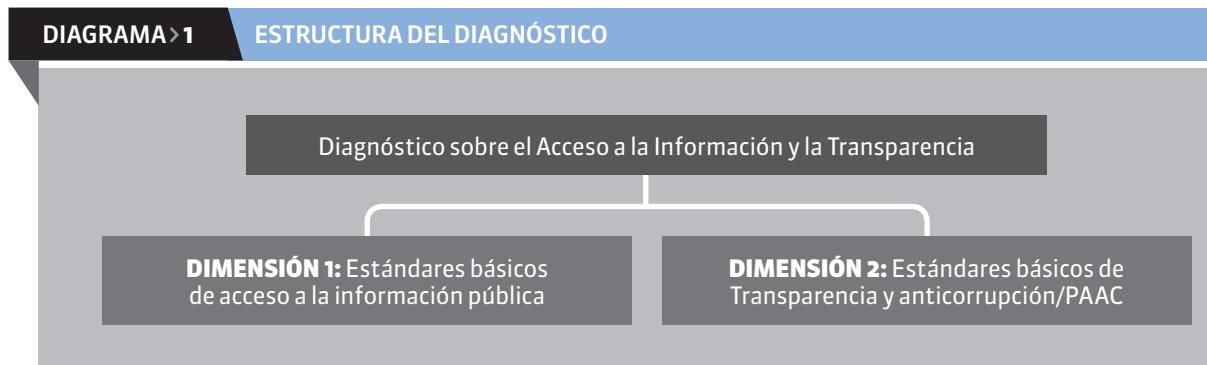 DIAGRAMA>1
ESTRUCTURA DEL DIAGNÓSTICO
Diagnóstico sobre el Acceso a la Información y la Transparencia
DIMENSIÓN 1: Estándares básicos
de acceso a la información pública
DIMENSIÓN 2: Estándares básicos de
Transparencia y anticorrupción/PAAC